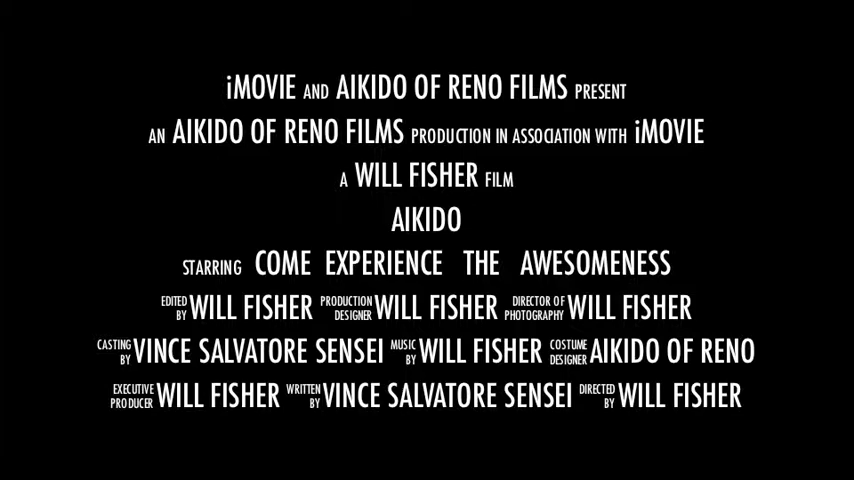 iMOVIE AND AIKIDO OF RENO FILMS PRESENT
AN AIKIDO OF RENO FILMS PRODUCTION IN ASSOCIATION WITH iMOVIE
A WILL FISHER FILM
AIKIDO
STARRING COME EXPERIENCE THE AWESOMENESS
EDITED BY WILL FISHER PRODUCTION DESIGNER WILL FISHER DIRECTOR OF PHOTOGRAPHY WILL FISHER
CASTING BY VINCE SALVATORE SENSEI MUSIC BY WILL FISHER COSTUME DESIGNER AIKIDO OF RENO
EXECUTIVE PRODUCER WILL FISHER WRITTEN BY VINCE SALVATORE SENSEI DIRECTED BY WILL FISHER